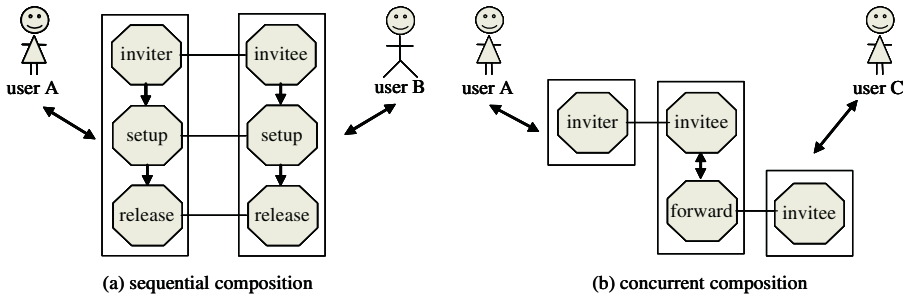 inviter
invitee
user A
setup
setup
user B
release
release
(a) sequential composition
user A
inviter
invitee
user C
forward
invitee
(b) concurrent composition